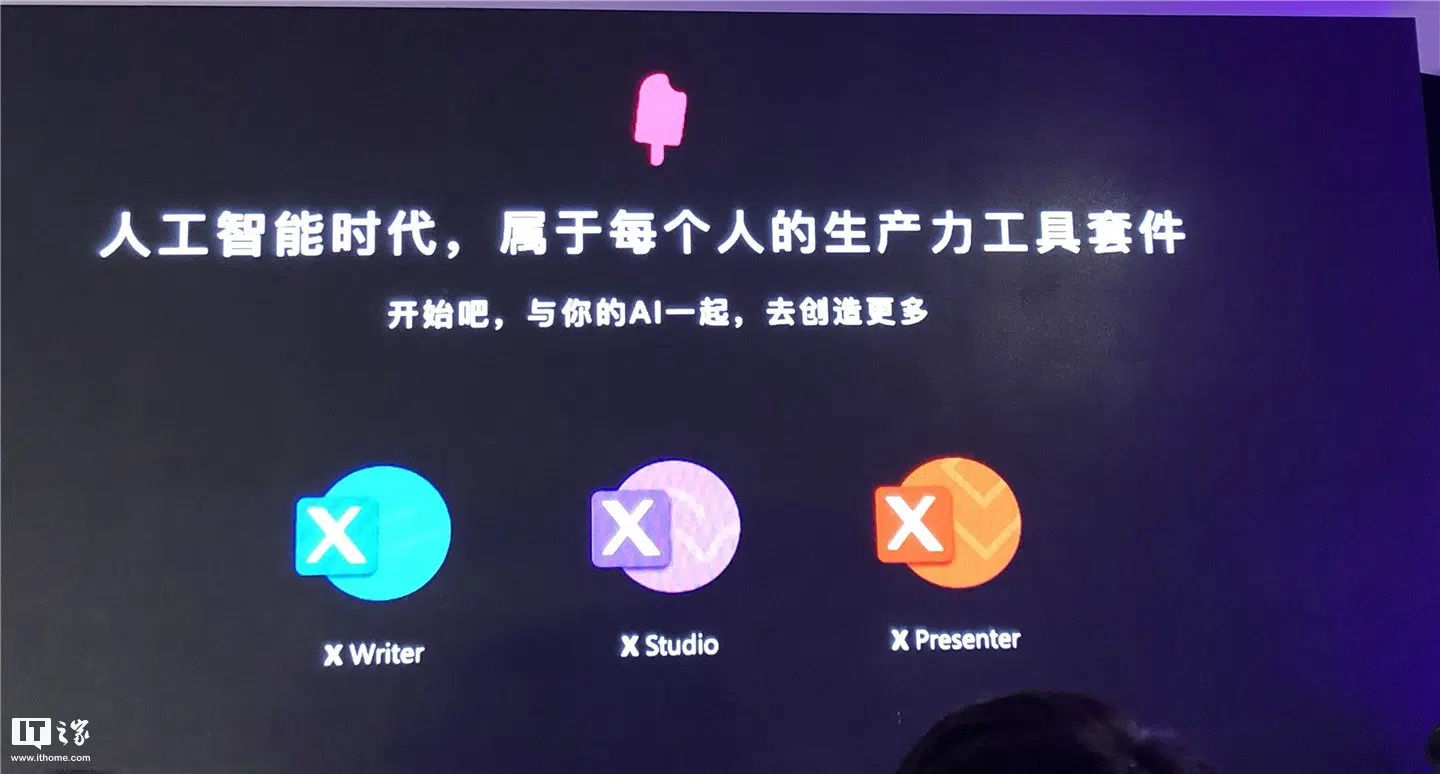 人工智能时代，属于每个人的生产力工具套件
开始吧，与你的AI一起，去创造更多
X
X
X
X Writer
X Studio
X Presenter
IT之家
www.ithome.com